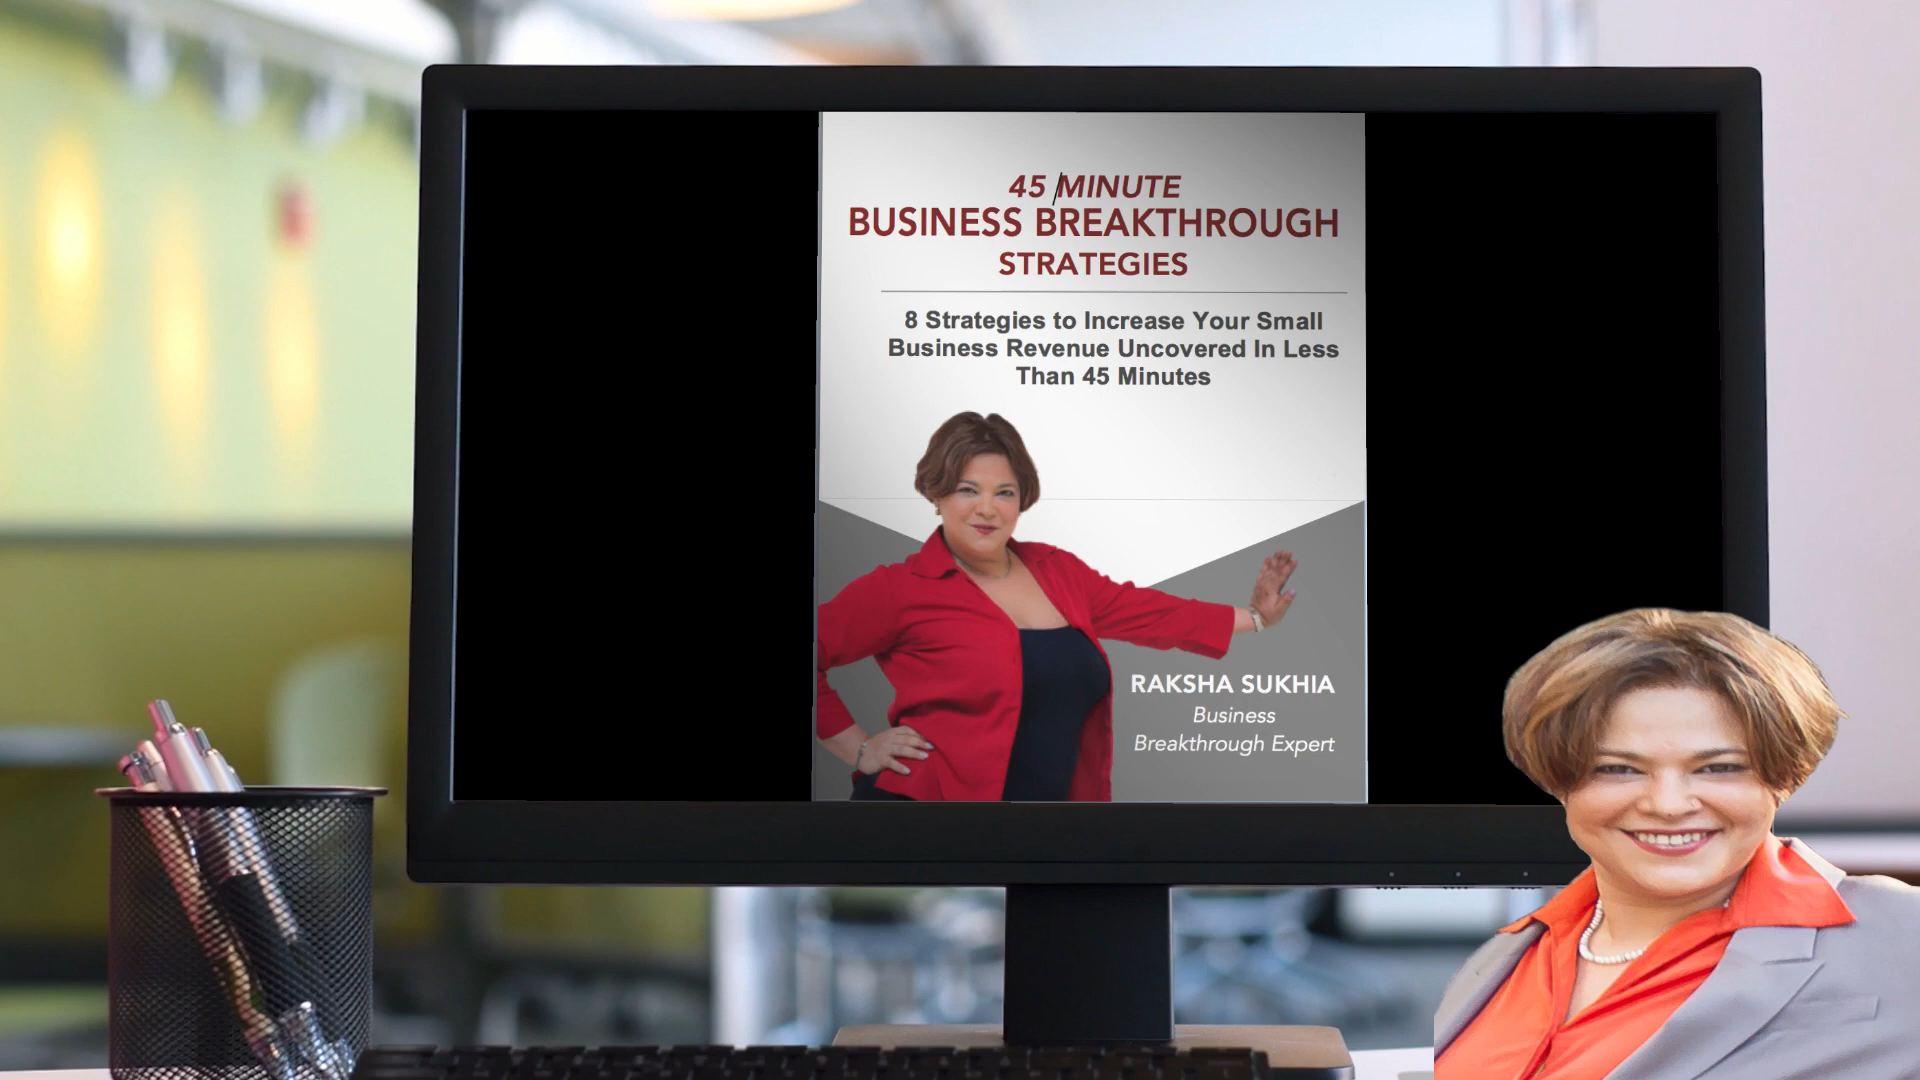 45 MINUTE
BUSINESS BREAKTHROUGH
STRATEGIES
8 Strategies to Increase Your Small
Business Revenue Uncovered In Less
Than 45 Minutes
RAKSHA SUKHIA
Business
Breakthrough Expert